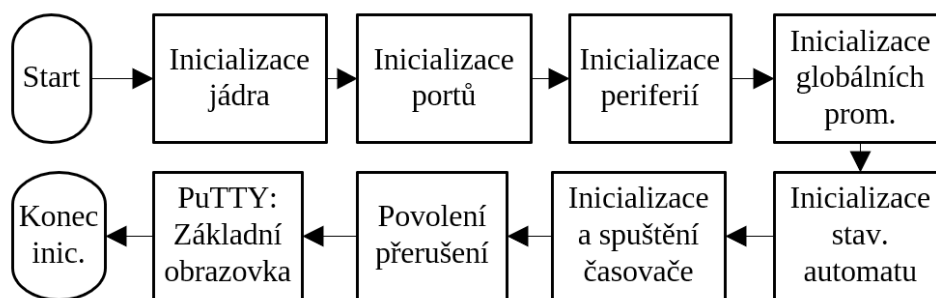 Start
Inicializace
jádra
Inicializace
portů
Inicializace
periferií
Inicializace
globálních
prom.
Inicializace
stav.
automatu
Inicializace
a spuštění
časovače
Povolení
přerušení
PuTTY:
Základní
obrazovka
Konec
inic.